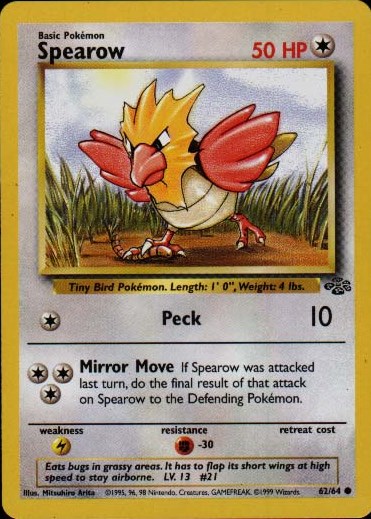 Basic Pokémon
Spearow 50 HP
Tiny Bird Pokémon. Length: 1' 0", Weight: 4 lbs.
Peck 10
Mirror Move If Spearow was attacked
last turn, do the final result of that attack
on Spearow to the Defending Pokémon.
weakness resistance retreat cost
-30
Eats bugs in grassy areas. It has to flap its short wings at high
speed to stay airborne. LV. 13 #21
Illus. Mitsuhiro Arita ©1995, 96, 98 Nintendo, Creatures, GAMEFREAK. ©1999 Wizards. 62/64